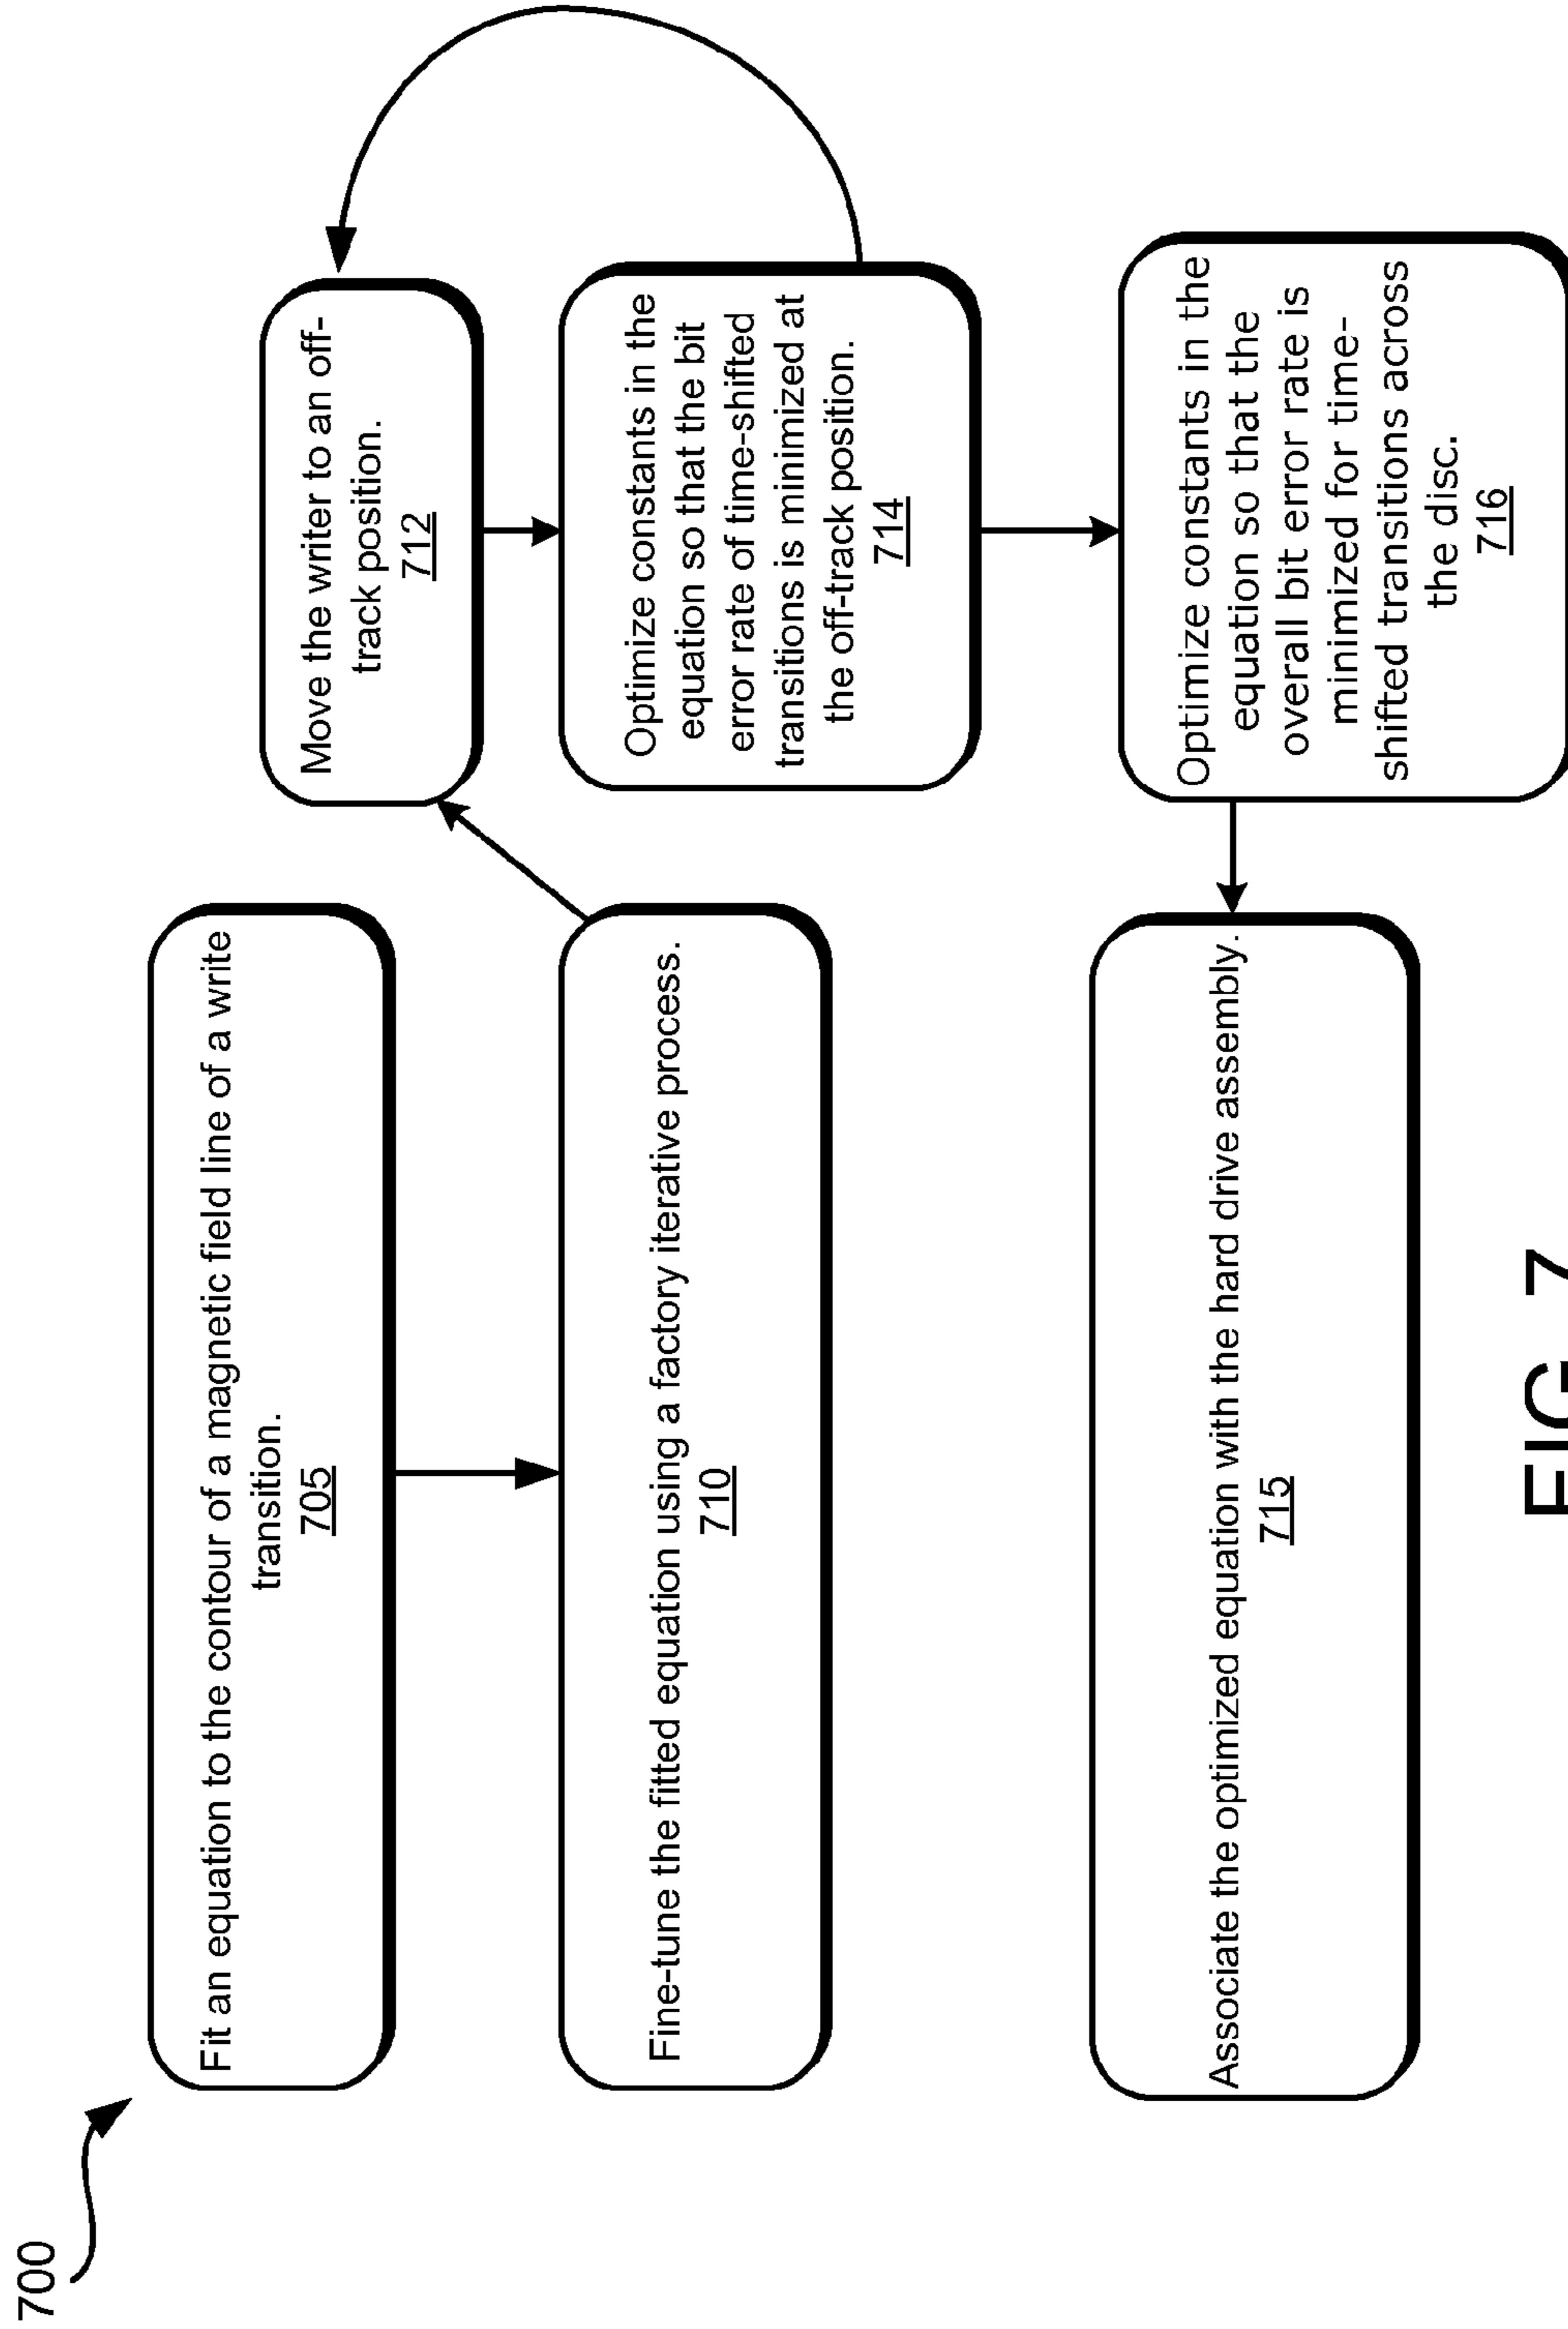 700
Fit an equation to the contour of a magnetic field line of a write
transition.
705
Fine-tune the fitted equation using a factory iterative process.
710
Move the writer to an off-
track position.
712
Optimize constants in the
equation so that the bit
error rate of time-shifted
transitions is minimized at
the off-track position.
714
Optimize constants in the
equation so that the
overall bit error rate is
minimized for time-
shifted transitions across
the disc.
716
Associate the optimized equation with the hard drive assembly.
715
FIG. 7